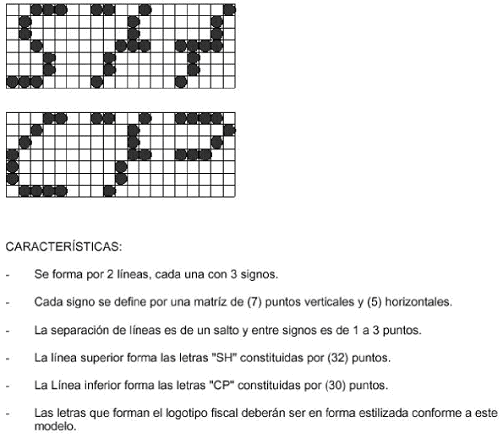 CARACTERÍSTICAS:
- Se forma por 2 líneas, cada una con 3 signos.
- Cada signo se define por una matríz de (7) puntos verticales y (5) horizontales.
- La separación de líneas es de un salto y entre signos es de 1 a 3 puntos.
- La línea superior forma las letras "SH" constituidas por (32) puntos.
- La Línea inferior forma las letras "CP" constituidas por (30) puntos.
- Las letras que forman el logotipo fiscal deberán ser en forma estilizada conforme a este
modelo.